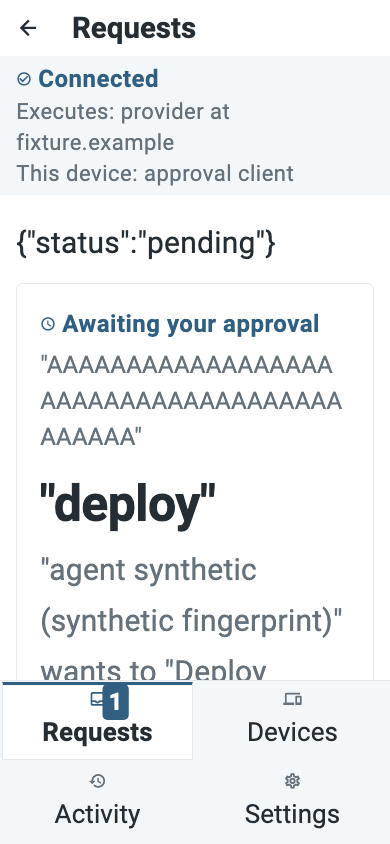 Requests
Connected
Executes: provider at
fixture.example
This device: approval client
{"status":"pending"}
Awaiting your approval
"AAAAAAAAAAAAAAAAAA
AAAAAAAAAAAAAAAAAAA
AAAAAA"
"deploy"
"agent synthetic
(synthetic fingerprint)"
wants to "Deploy
1
Requests
Devices
Activity
Settings